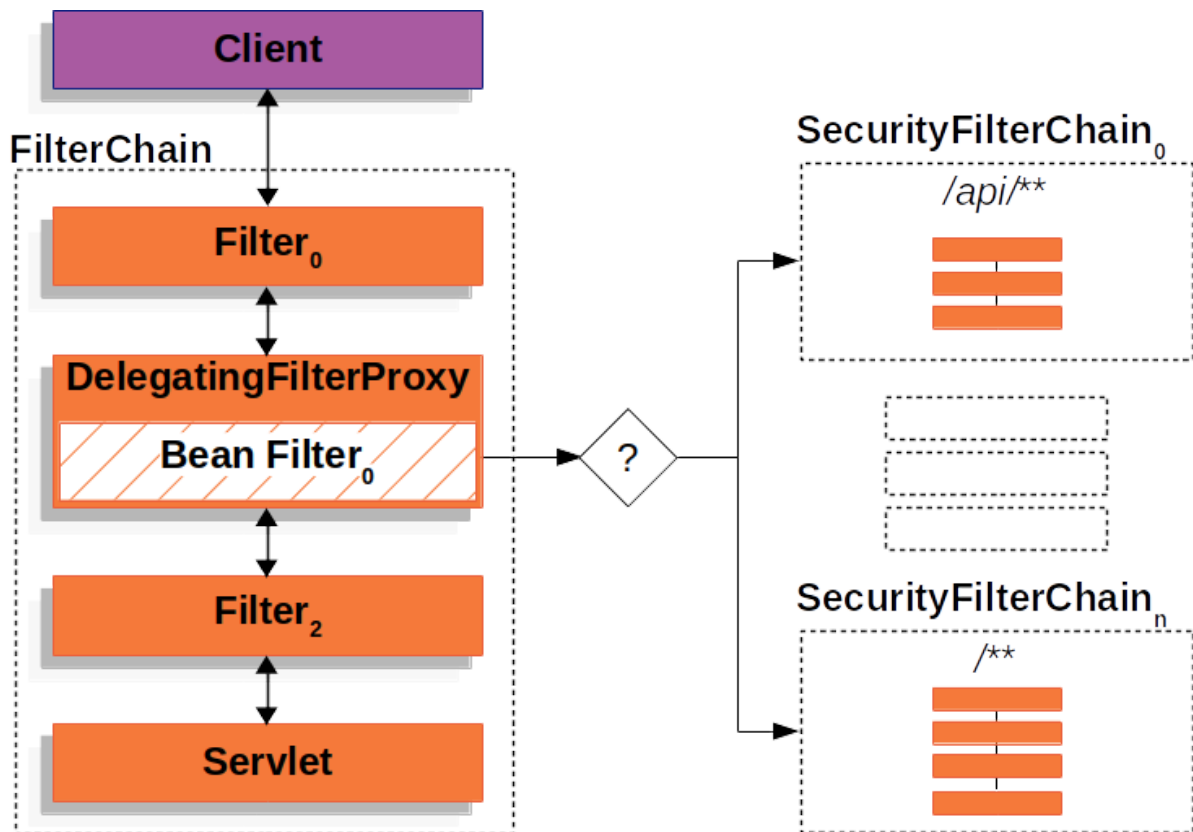 Client
FilterChain
Filter0
DelegatingFilterProxy
Bean Filter0
Filter2
Servlet
?
SecurityFilterChain0
/api/**
SecurityFilterChainn
/**